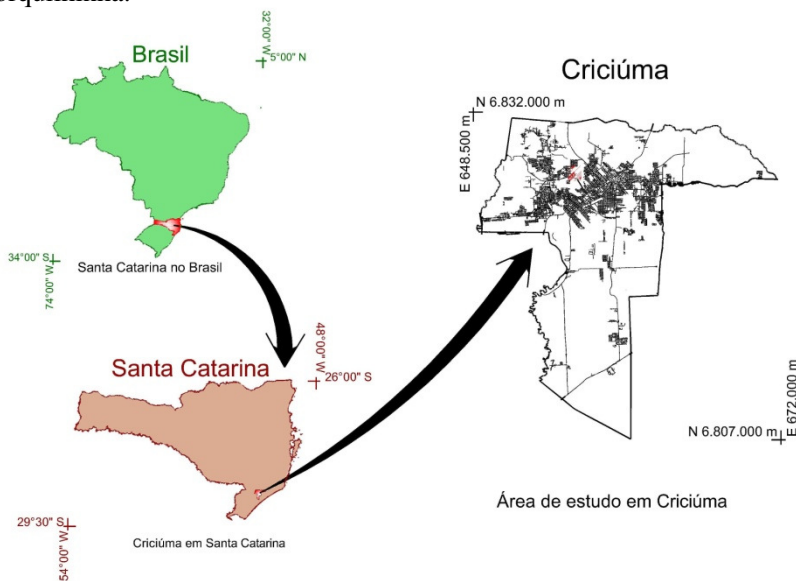 Brasil
32°00" W
5°00" N
34°00" S
74°00" W
Santa Catarina no Brasil
Santa Catarina
48°00" W
26°00" S
29°30" S
54°00" W
Criciúma em Santa Catarina
Criciúma
N 6.832.000 m
E 648.500 m
N 6.807.000 m
E 672.000 m
Área de estudo em Criciúma